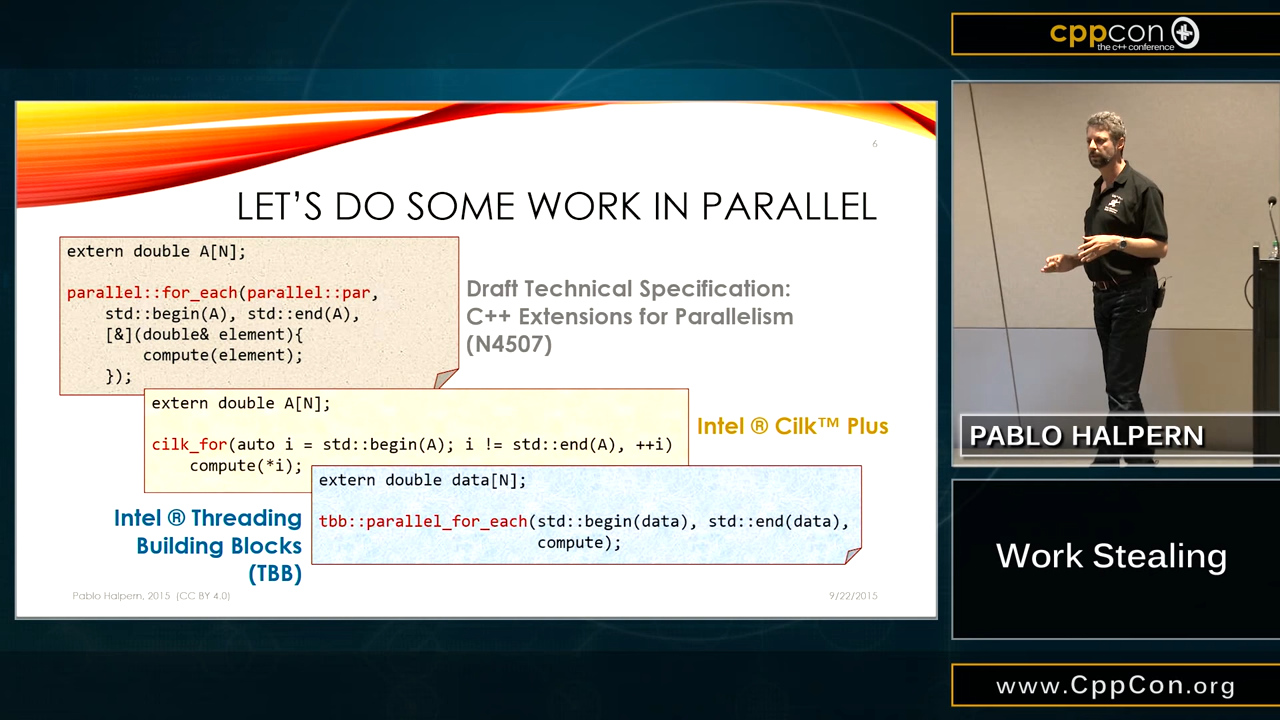 cppcon
the c++ conference
6
LET'S DO SOME WORK IN PARALLEL
extern double A[N];
parallel::for_each(parallel::par,
std::begin(A), std::end(A),
[&](double& element){
compute(element);
});
Draft Technical Specification:
C++ Extensions for Parallelism
(N4507)
extern double A[N];
cilk_for(auto i = std::begin(A); i != std::end(A), ++i)
compute(*i);
Intel ® Cilk™ Plus
extern double data[N];
tbb::parallel_for_each(std::begin(data), std::end(data),
compute);
Intel ® Threading
Building Blocks
(TBB)
Pablo Halpern, 2015 (CC BY 4.0)
9/22/2015
PABLO HALPERN
Work Stealing
www.CppCon.org